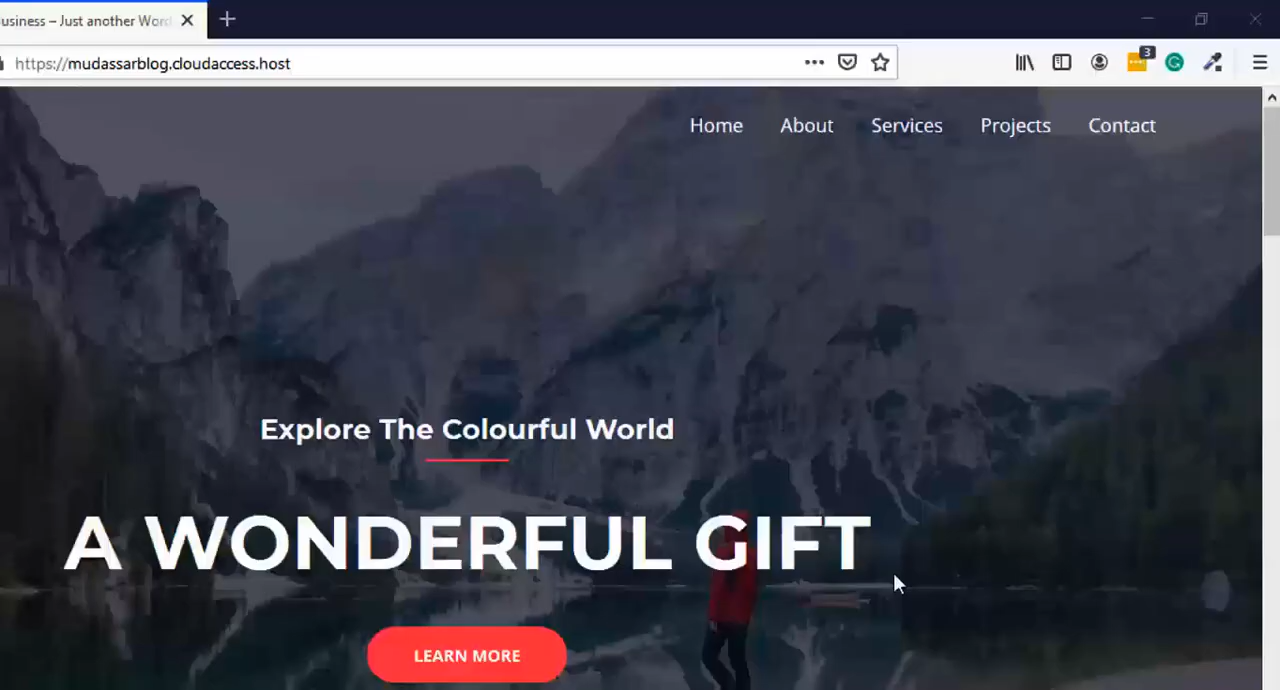 usiness – Just another Word
https://mudassarblog.cloudaccess.host
3
Home About Services Projects Contact
Explore The Colourful World
A WONDERFUL GIFT
LEARN MORE